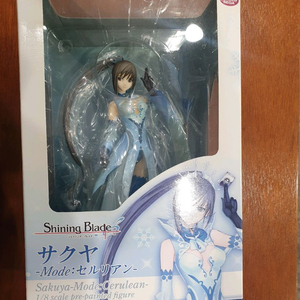 Shining Blade
サクヤ
-Mode:セルリアン-
Sakuya-Mode:Cerulean-
1/8 scale pre-painted figure